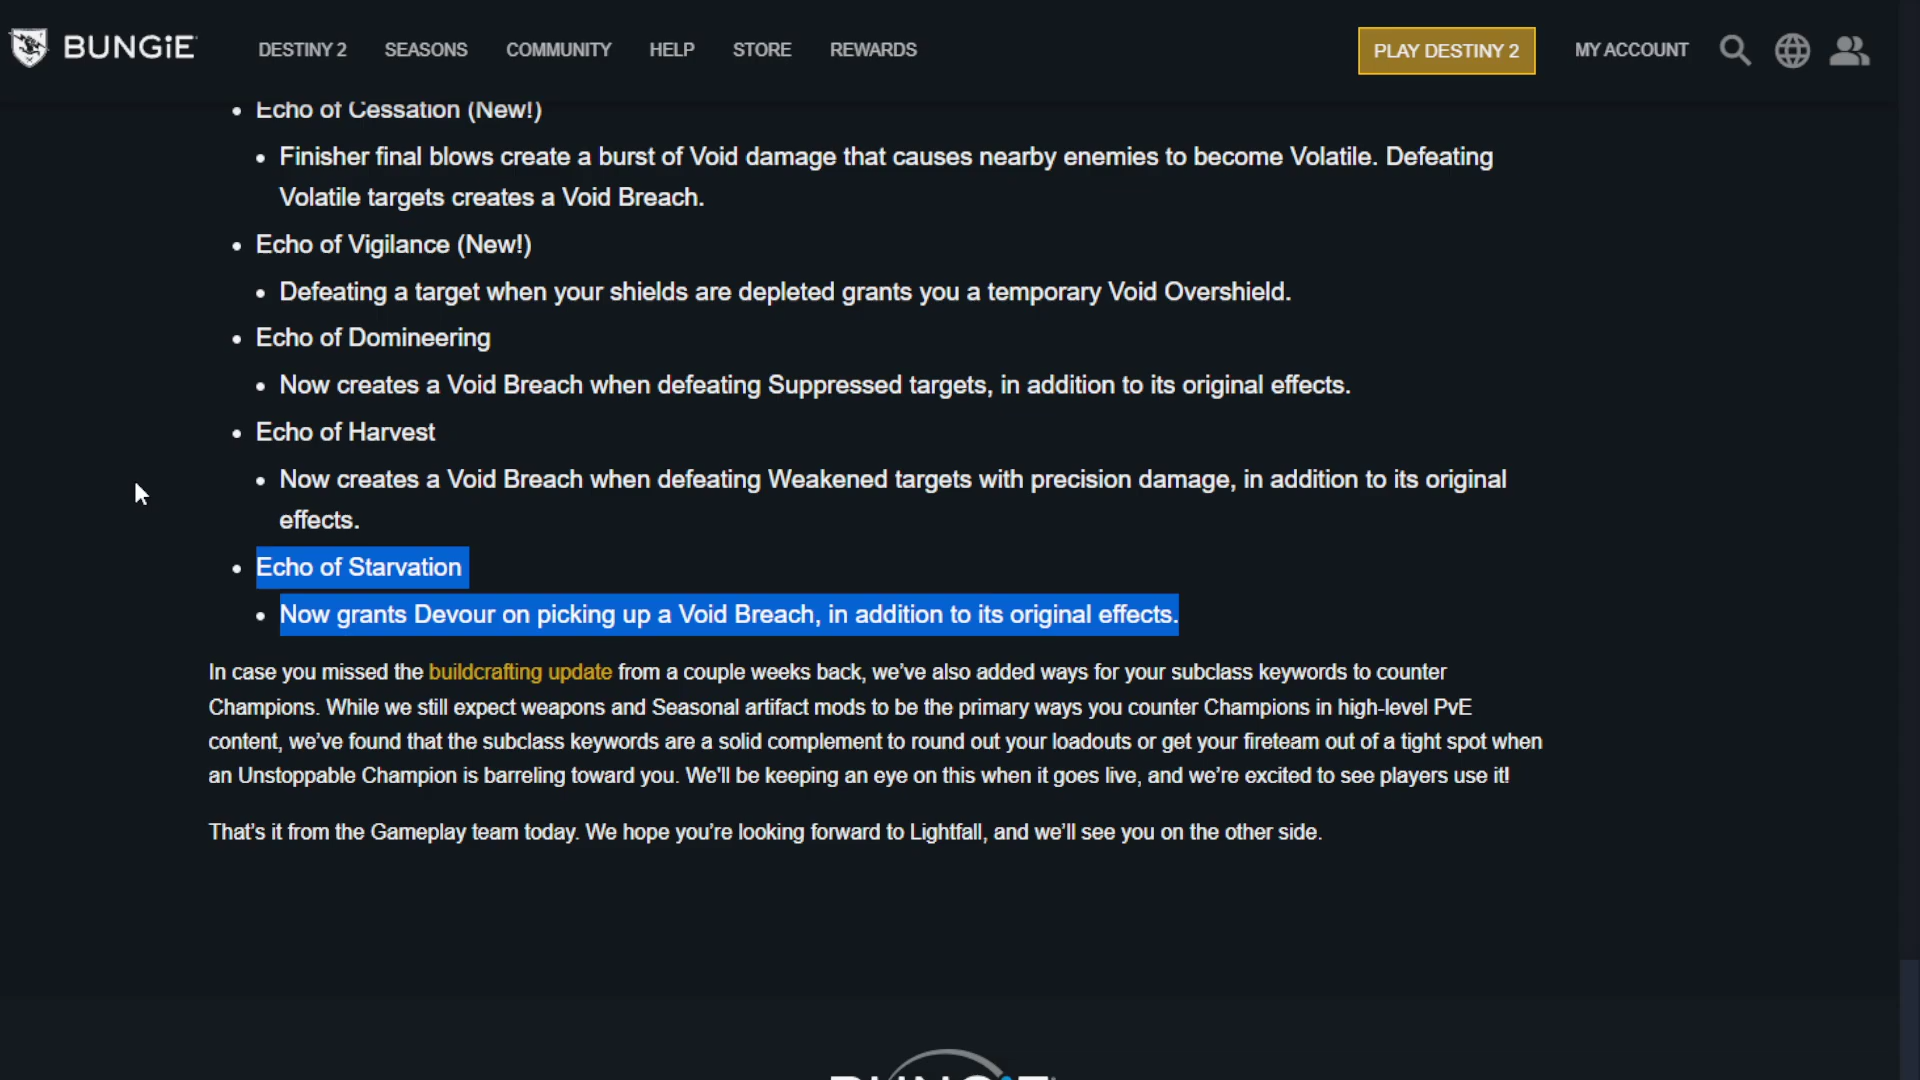 BUNGiE
DESTINY 2 SEASONS COMMUNITY HELP STORE REWARDS
PLAY DESTINY 2
MY ACCOUNT
Echo of Cessation (New!)
Finisher final blows create a burst of Void damage that causes nearby enemies to become Volatile. Defeating
Volatile targets creates a Void Breach.
Echo of Vigilance (New!)
Defeating a target when your shields are depleted grants you a temporary Void Overshield.
Echo of Domineering
Now creates a Void Breach when defeating Suppressed targets, in addition to its original effects.
Echo of Harvest
Now creates a Void Breach when defeating Weakened targets with precision damage, in addition to its original
effects.
Echo of Starvation
Now grants Devour on picking up a Void Breach, in addition to its original effects.
In case you missed the buildcrafting update from a couple weeks back, we’ve also added ways for your subclass keywords to counter
Champions. While we still expect weapons and Seasonal artifact mods to be the primary ways you counter Champions in high-level PvE
content, we’ve found that the subclass keywords are a solid complement to round out your loadouts or get your fireteam out of a tight spot when
an Unstoppable Champion is barreling toward you. We'll be keeping an eye on this when it goes live, and we’re excited to see players use it!
That’s it from the Gameplay team today. We hope you’re looking forward to Lightfall, and we’ll see you on the other side.